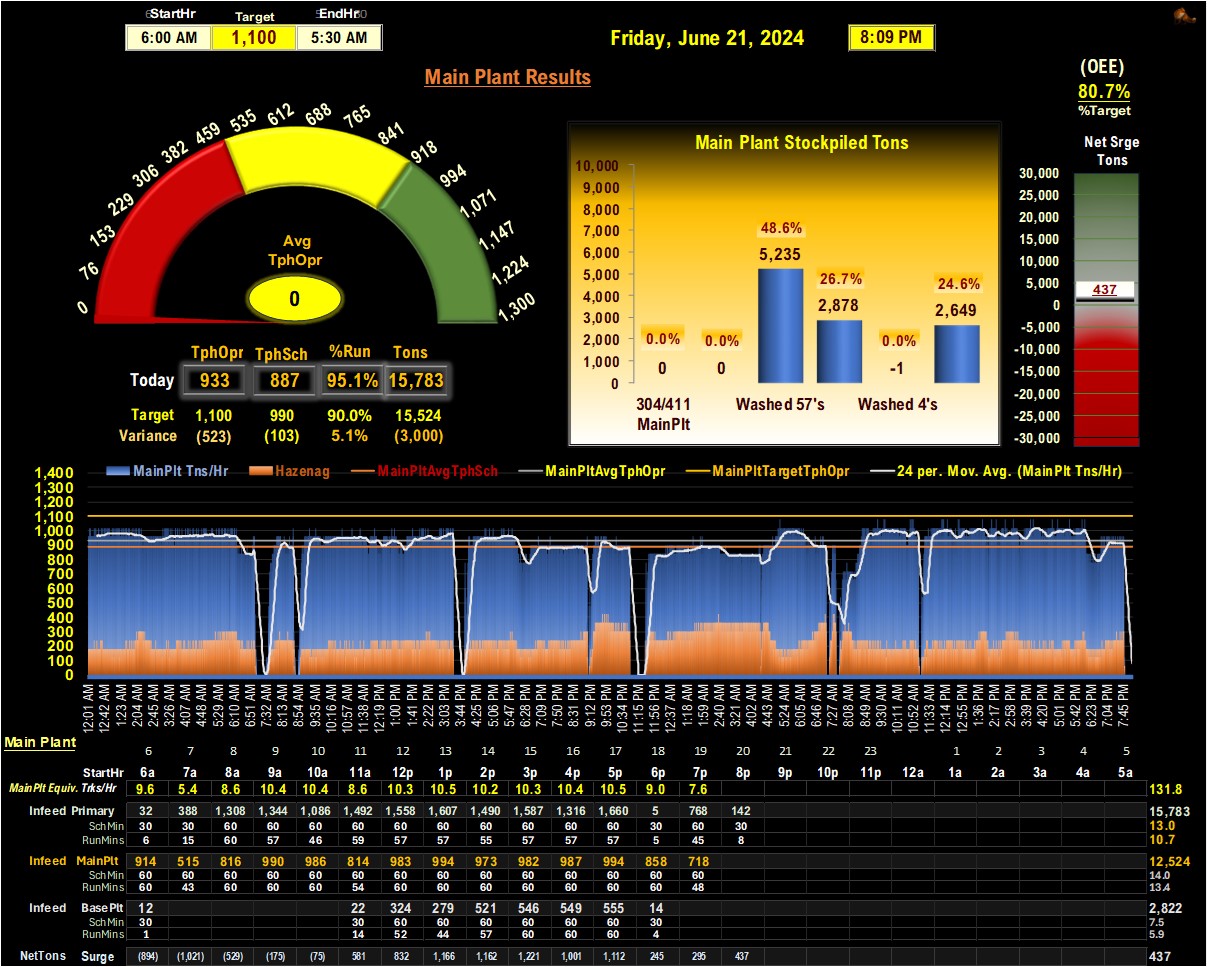 StartHr Target EndHr
6:00 AM 1,100 5:30 AM
Friday, June 21, 2024 8:09 PM
Main Plant Results
(OEE)
80.7%
%Target
Net Srge
Tons
0 76 153 229 306 382 459 535 612 688 765 841 918 994 1,071 1,147 1,224 1,300
Avg
TphOpr
0
TphOpr TphSch %Run Tons
Today 933 887 95.1% 15,783
Target 1,100 990 90.0% 15,524
Variance (523) (103) 5.1% (3,000)
Main Plant Stockpiled Tons
10,000
9,000
8,000
7,000
6,000
5,000
4,000
3,000
2,000
1,000
0
0.0% 0.0% 48.6% 26.7% 0.0% 24.6%
0 0 5,235 2,878 -1 2,649
304/411 Washed 57's Washed 4's
MainPlt
30,000
25,000
20,000
15,000
10,000
5,000
437
0
-5,000
-10,000
-15,000
-20,000
-25,000
-30,000
MainPlt Tns/Hr Hazenag MainPltAvgTphSch MainPltAvgTphOpr MainPltTargetTphOpr 24 per. Mov. Avg. (MainPlt Tns/Hr)
1,400
1,300
1,200
1,100
1,000
900
800
700
600
500
400
300
200
100
0
12:01 AM 12:42 AM 1:23 AM 2:04 AM 2:45 AM 3:26 AM 4:07 AM 4:48 AM 5:29 AM 6:10 AM 6:51 AM 7:32 AM 8:13 AM 8:54 AM 9:35 AM 10:16 AM 10:57 AM 11:38 AM 12:19 PM 1:00 PM 1:41 PM 2:22 PM 3:03 PM 3:44 PM 4:25 PM 5:06 PM 5:47 PM 6:28 PM 7:09 PM 7:50 PM 8:31 PM 9:12 PM 9:53 PM 10:34 PM 11:15 PM 11:56 PM 12:37 AM 1:18 AM 1:59 AM 2:40 AM 3:21 AM 4:02 AM 4:43 AM 5:24 AM 6:05 AM 6:46 AM 7:27 AM 8:08 AM 8:49 AM 9:30 AM 10:11 AM 10:52 AM 11:33 AM 12:14 PM 12:55 PM 1:36 PM 2:17 PM 2:58 PM 3:39 PM 4:20 PM 5:01 PM 5:42 PM 6:23 PM 7:04 PM 7:45 PM
Main Plant
6 7 8 9 10 11 12 13 14 15 16 17 18 19 20 21 22 23 1 2 3 4 5
StartHr 6a 7a 8a 9a 10a 11a 12p 1p 2p 3p 4p 5p 6p 7p 8p 9p 10p 11p 12a 1a 2a 3a 4a 5a
MainPlt Equiv. Trks/Hr 9.6 5.4 8.6 10.4 10.4 8.6 10.3 10.5 10.2 10.3 10.4 10.5 9.0 7.6 131.8
Infeed Primary 32 388 1,308 1,344 1,086 1,492 1,558 1,607 1,490 1,587 1,316 1,660 5 768 142 15,783
SchMin 30 30 60 60 60 60 60 60 60 60 60 60 30 60 30 13.0
RunMins 6 15 60 57 46 59 57 57 55 57 57 57 5 45 8 10.7
Infeed MainPlt 914 515 816 990 986 814 983 994 973 982 987 994 858 718 12,524
SchMin 60 60 60 60 60 60 60 60 60 60 60 60 60 60 14.0
RunMins 60 43 60 60 60 54 60 60 60 60 60 60 60 48 13.4
Infeed BasePlt 12 22 324 279 521 546 549 555 14 2,822
SchMin 30 30 60 60 60 60 60 60 30 7.5
RunMins 1 14 52 44 57 60 60 60 4 5.9
NetTons Surge (894) (1,021) (529) (175) (75) 581 832 1,166 1,162 1,221 1,001 1,112 245 295 437 437